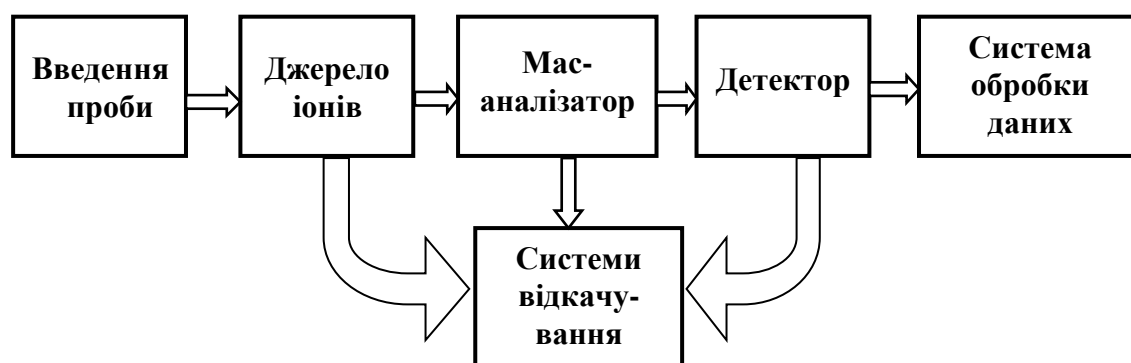 Введення
проби
Джерело
іонів
Мас-
аналізатор
Детектор
Система
обробки
даних
Системи
відкачу-
вання